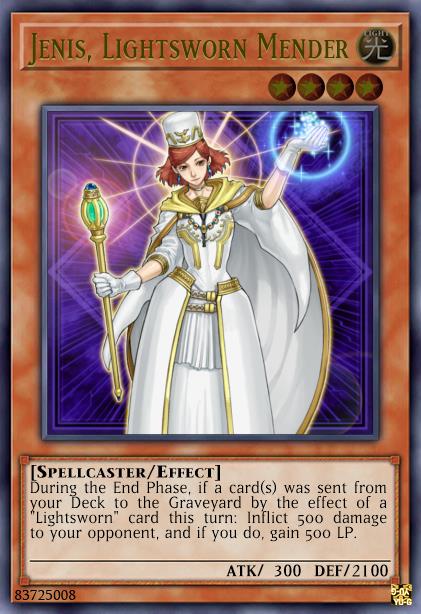 Jenis, Lightsworn Mender
LIGHT
光
[Spellcaster/Effect]
During the End Phase, if a card(s) was sent from
your Deck to the Graveyard by the effect of a
"Lightsworn" card this turn: Inflict 500 damage
to your opponent, and if you do, gain 500 LP.
ATK/ 300 DEF/2100
83725008